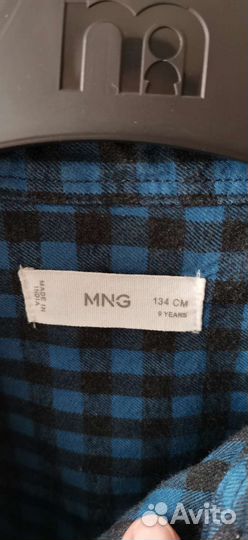 m
MADE IN
INDIA
MNG
134 CM
9 YEARS
Avito